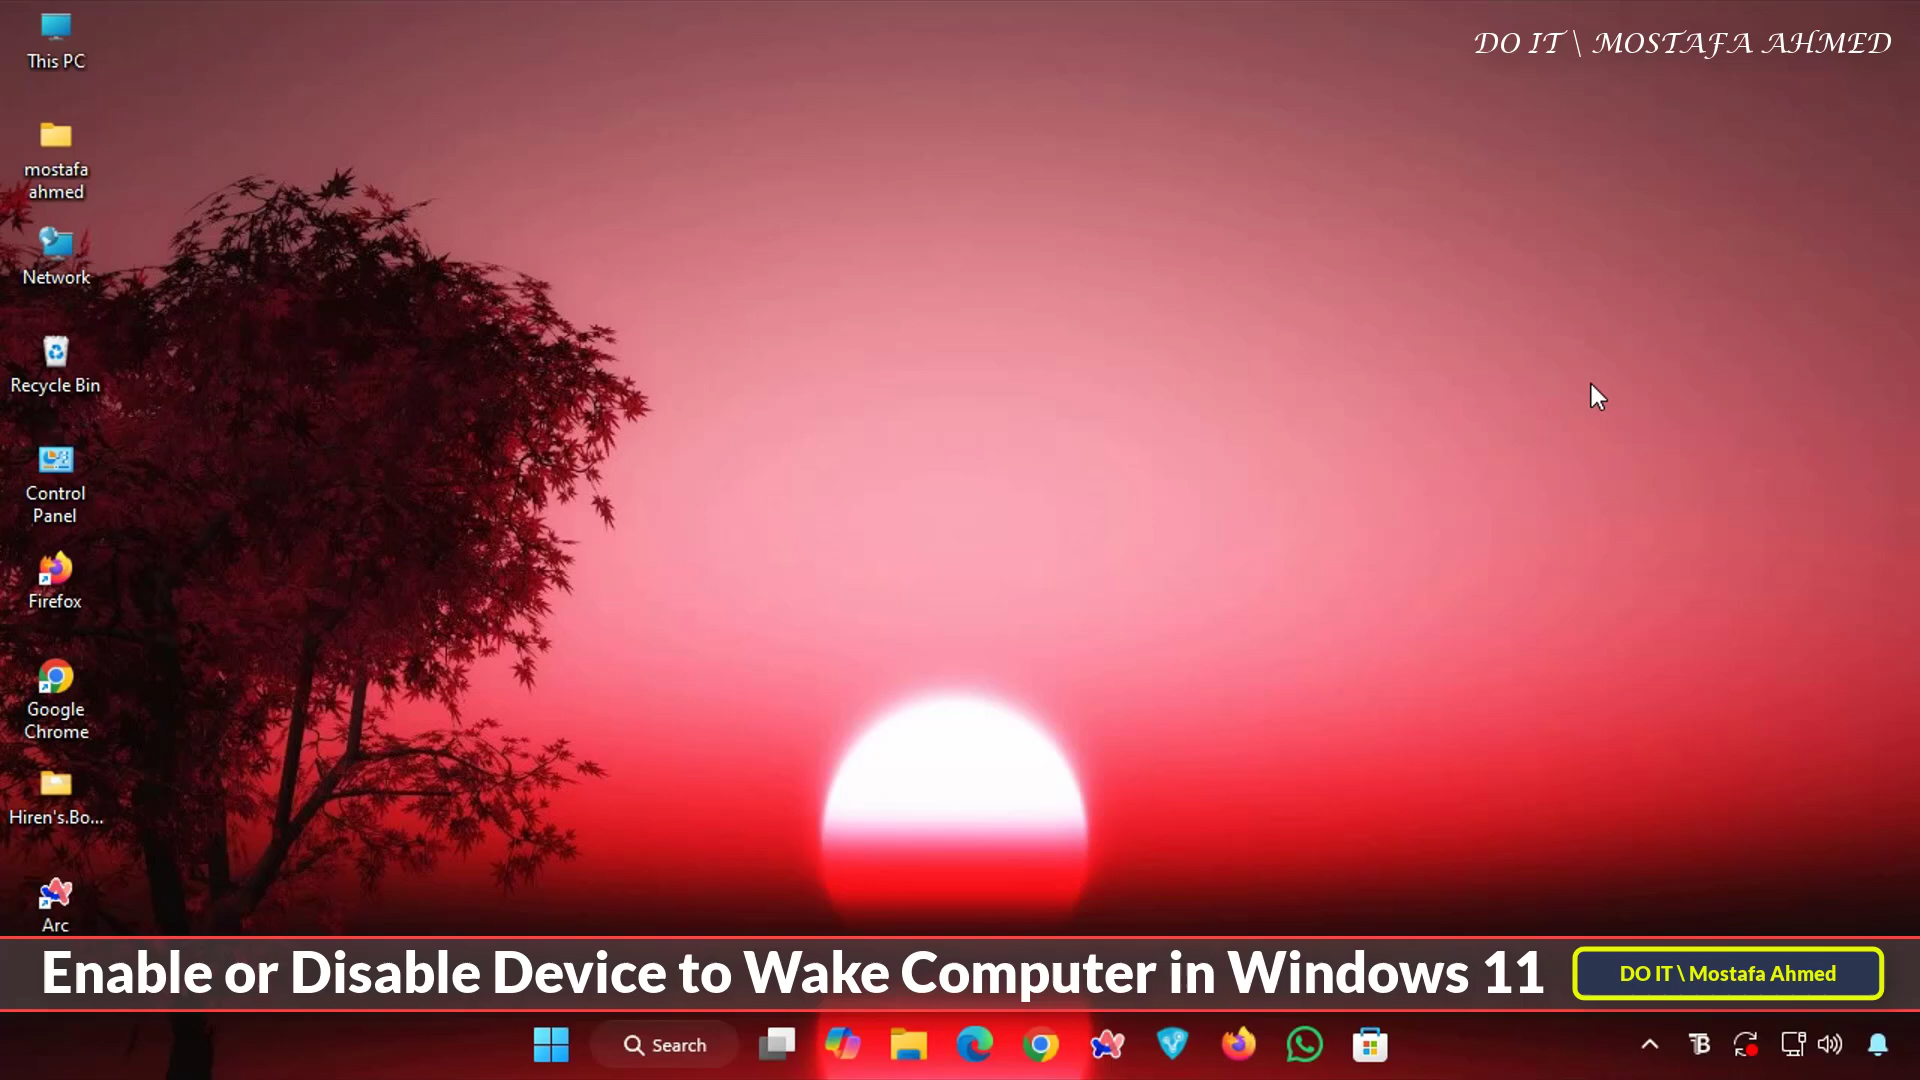 DO IT \ MOSTAFA AHMED
This PC
mostafa
ahmed
Network
Recycle Bin
Control
Panel
Firefox
Google
Chrome
Hiren's.Bo...
Arc
Enable or Disable Device to Wake Computer in Windows 11
DO IT \ Mostafa Ahmed
Search